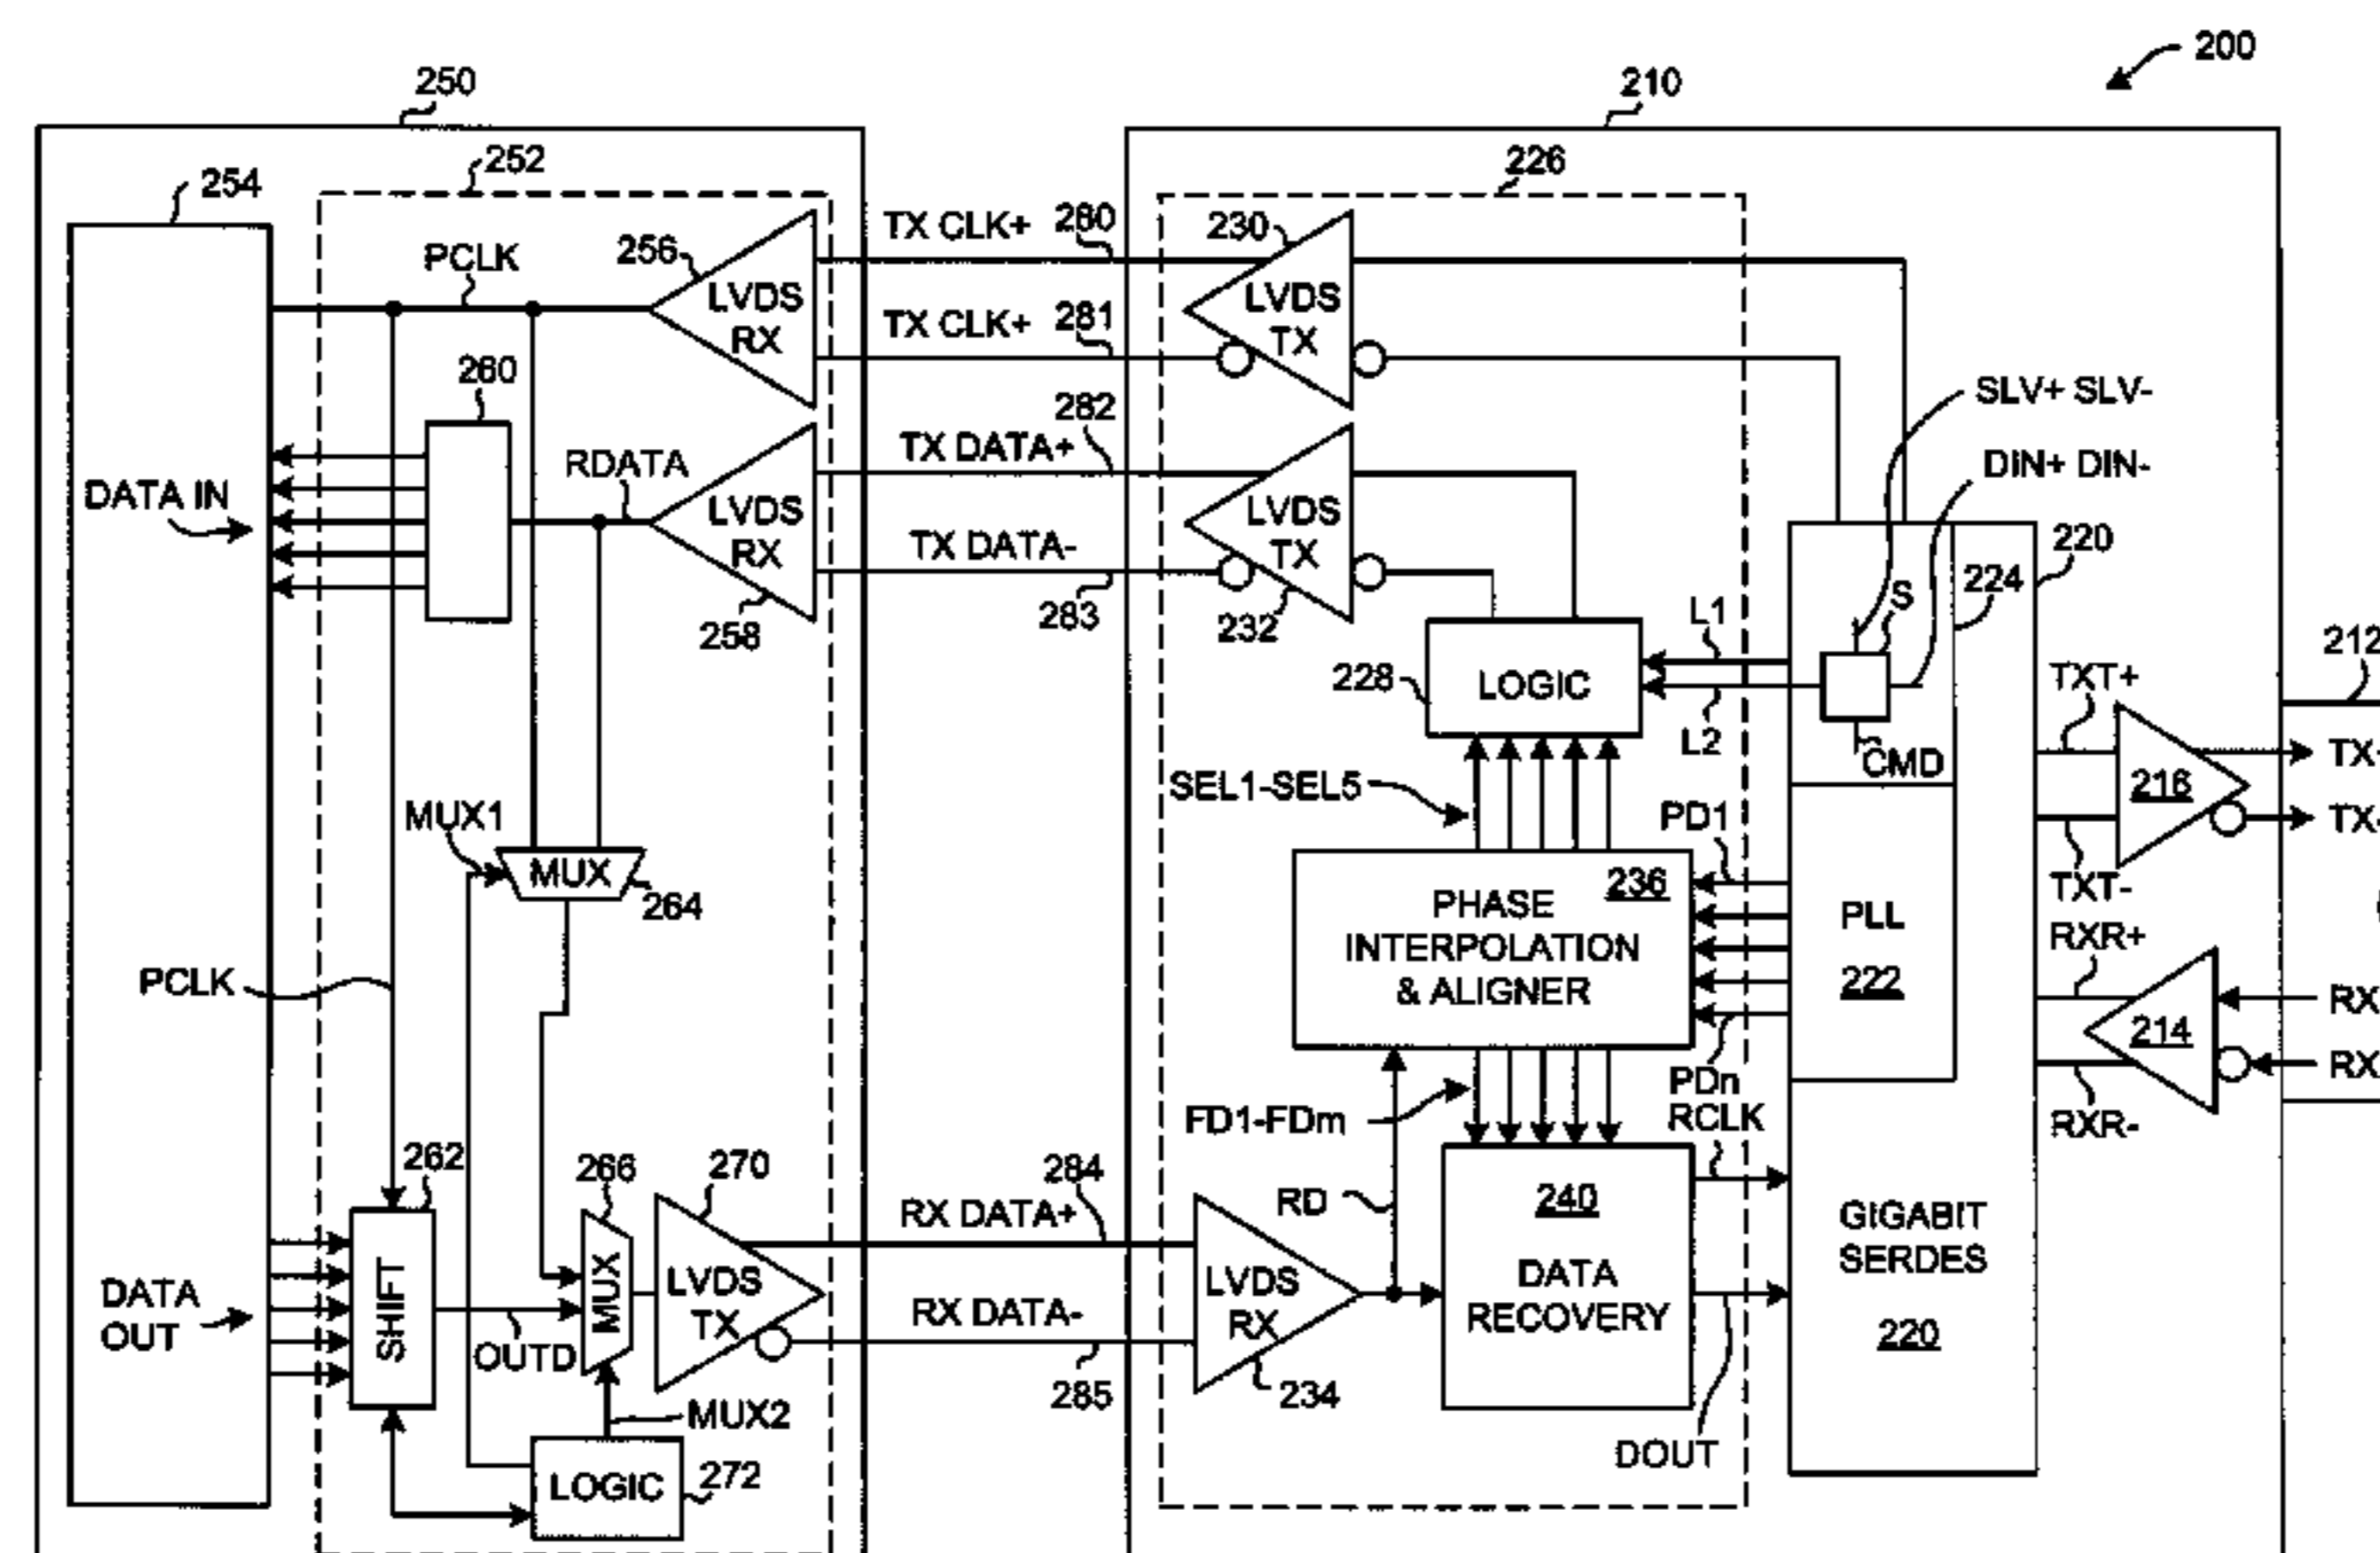 200
250
210
252
226
254
TX CLK+
280
230
PCLK
256
LVDS
RX
LVDS
TX
TX CLK+
281
260
SLV+ SLV-
282
TX DATA+
DIN+ DIN-
RDATA
DATA IN
LVDS
RX
LVDS
TX
TX DATA-
220
224
S
L1
283
258
232
212
228
LOGIC
TXT+
L2
CMD
TX
SEL1-SEL5
216
MUX1
PD1
TX
MUX
264
236
TXT-
PHASE
INTERPOLATION
& ALIGNER
PLL
222
RXR+
PCLK
RX
214
RX
PDn
RCLK
FD1-FDm
RXR-
262
266
270
284
RX DATA+
RD
240
DATA
RECOVERY
GIGABIT
SERDES
220
SHIFT
MUX
LVDS
TX
LVDS
RX
DATA
OUT
RX DATA-
OUTD
285
234
MUX2
DOUT
LOGIC
272